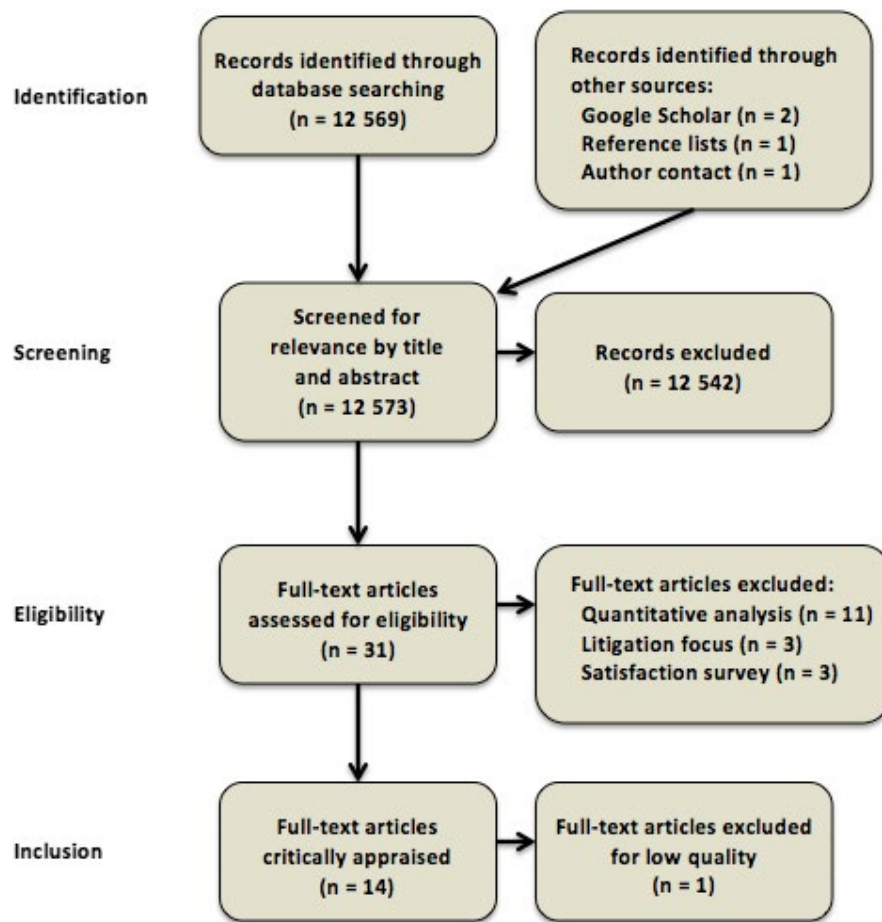 Identification
Records identified through
database searching
(n = 12 569)
Records identified through
other sources:
Google Scholar (n = 2)
Reference lists (n = 1)
Author contact (n = 1)
Screening
Screened for
relevance by title
and abstract
(n = 12 573)
Records excluded
(n = 12 542)
Eligibility
Full-text articles
assessed for eligibility
(n = 31)
Full-text articles excluded:
Quantitative analysis (n = 11)
Litigation focus (n = 3)
Satisfaction survey (n = 3)
Inclusion
Full-text articles
critically appraised
(n = 14)
Full-text articles excluded
for low quality
(n = 1)